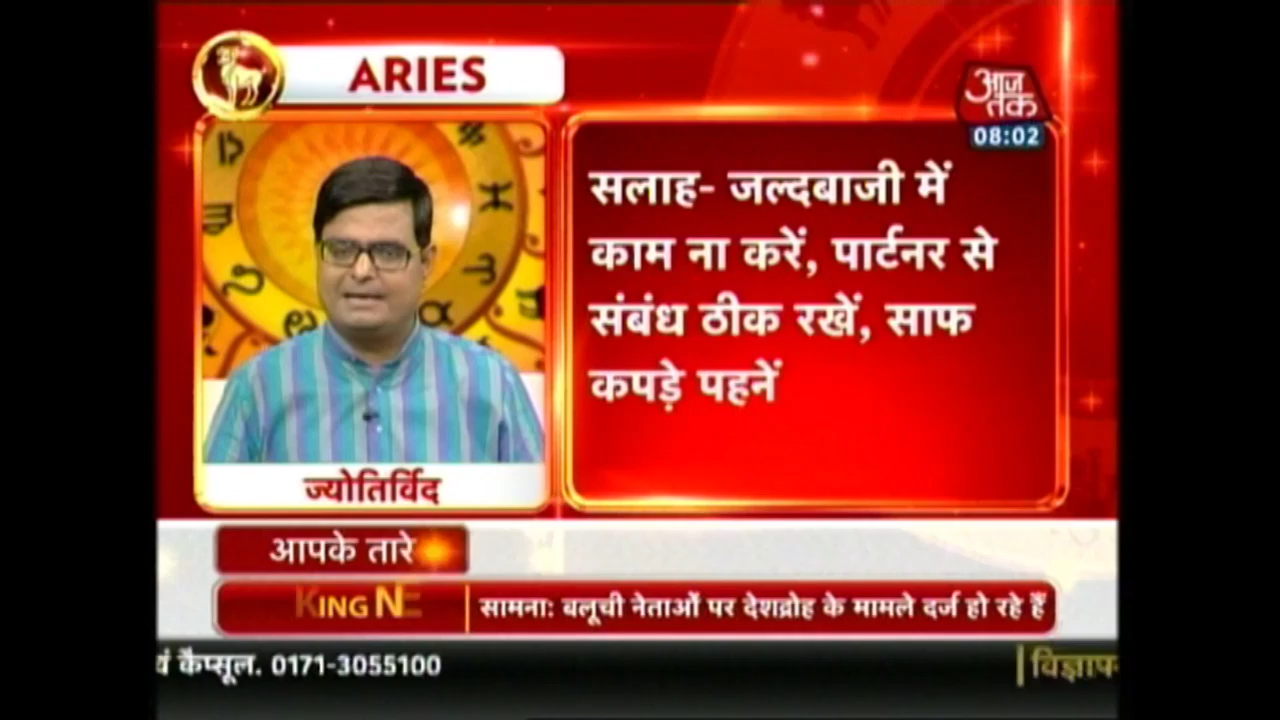 ARIES
आज
तक
08:02
सलाह- जल्दबाजी में
काम ना करें, पार्टनर से
संबंध ठीक रखें, साफ
कपड़े पहनें
ज्योतिर्विद
आपके तारे
KING NE
सामना: बलूची नेताओं पर देशद्रोह के मामले दर्ज हो रहे हैं
कैप्सूल. 0171-3055100